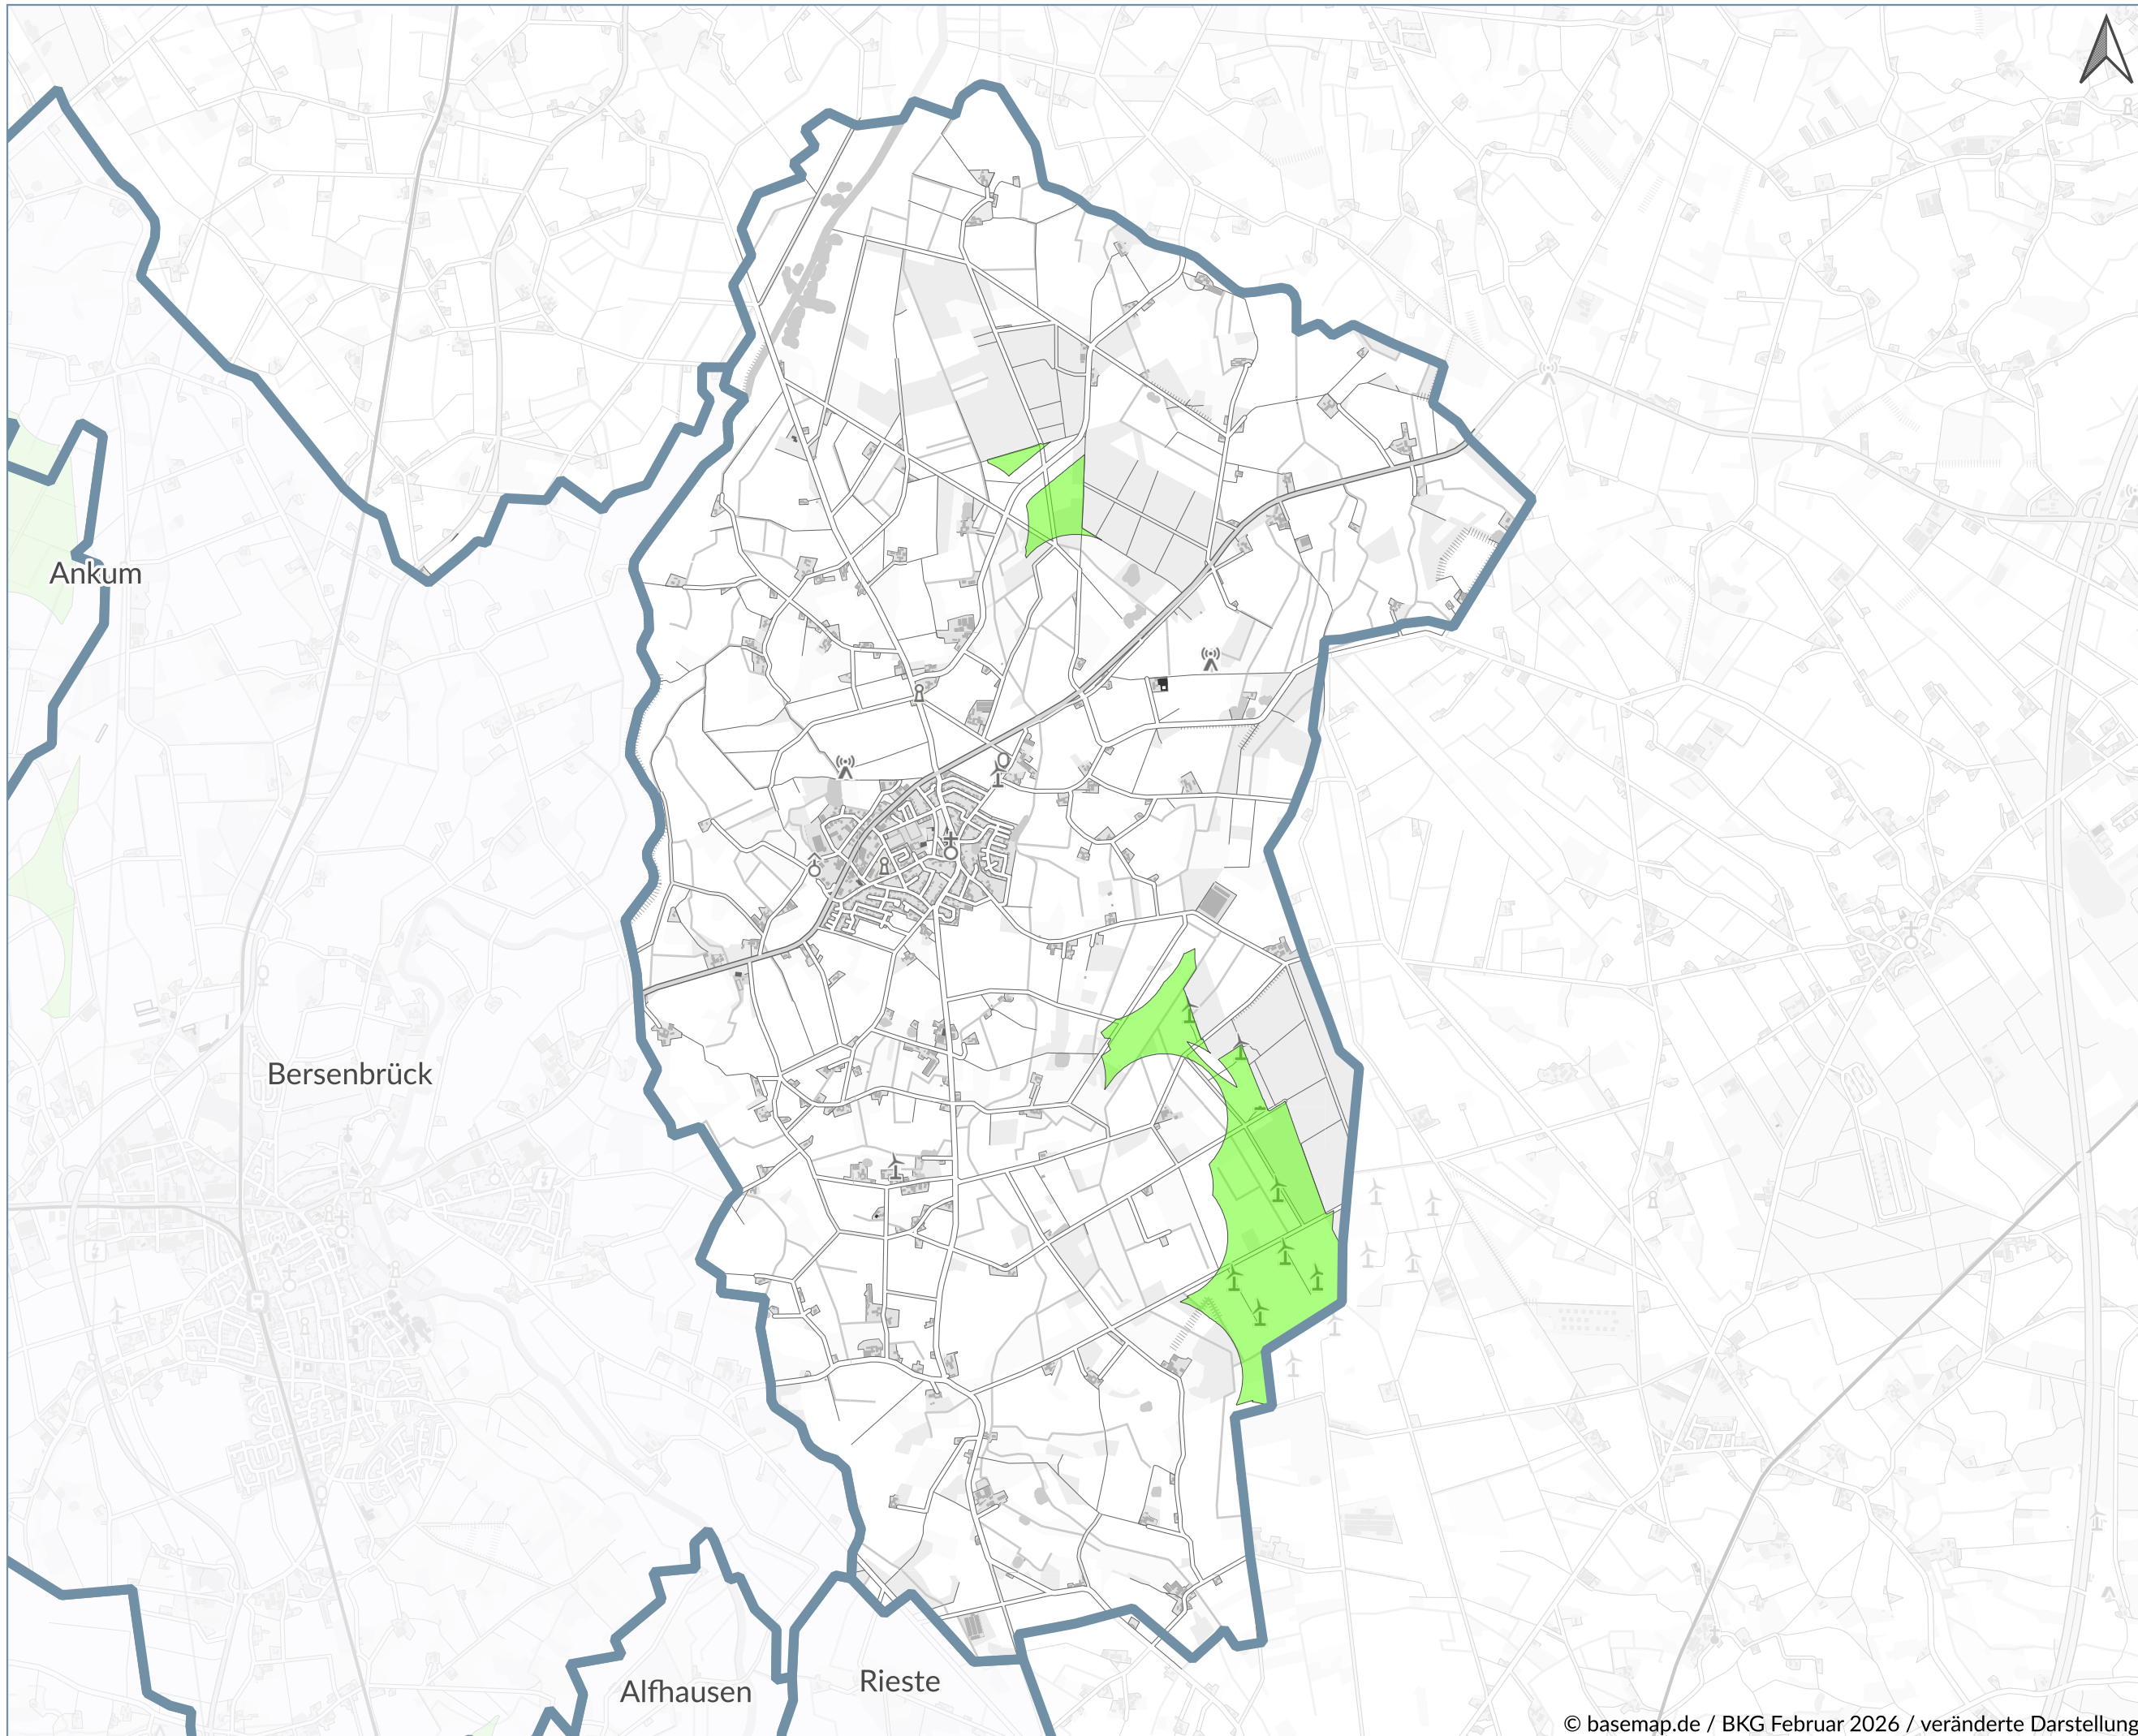 Ankum
Bersenbrück
Alfhausen
Rieste
© basemap.de / BKG Februar 2026 / veränderte Darstellung